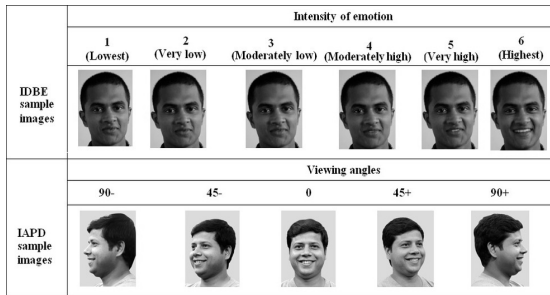 Intensity of emotion
1 2 3 4 5 6
(Lowest) (Very low) (Moderately low) (Moderately high) (Very high) (Highest)
IDBE
sample
images
Viewing angles
90- 45- 0 45+ 90+
IAPD
sample
images